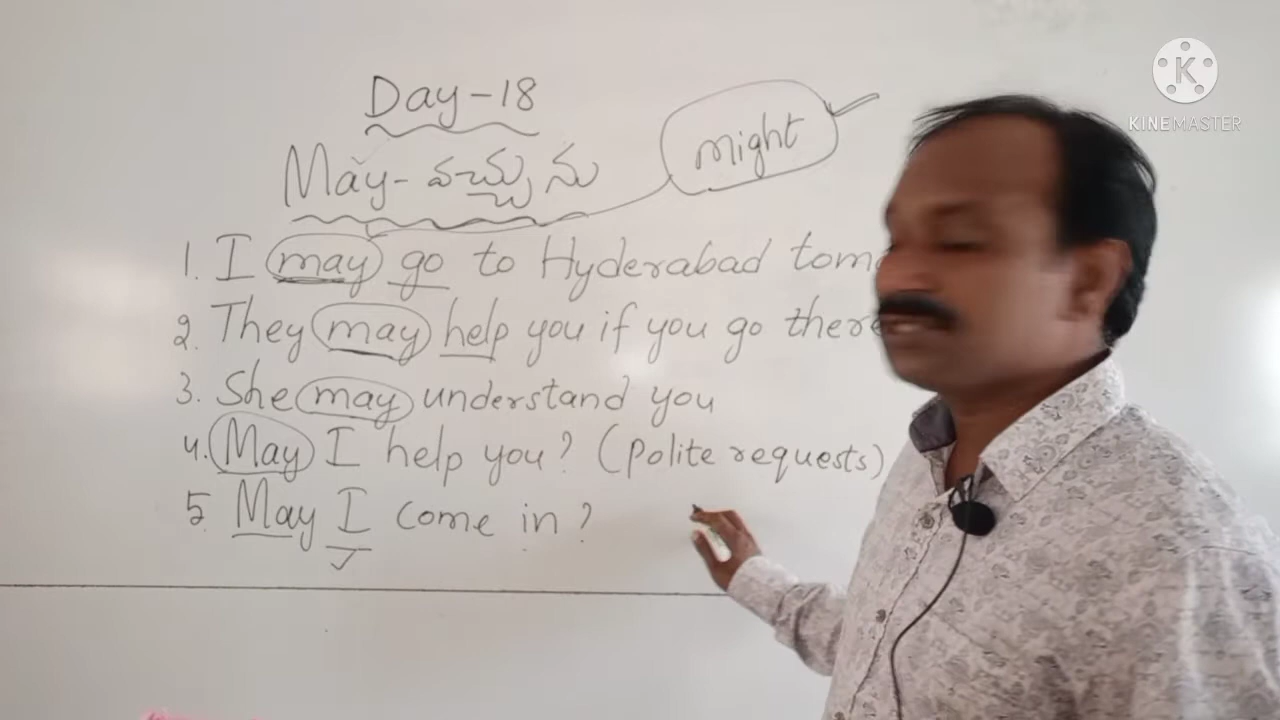 Day-18
May- వచ్చును
might
1. I may go to Hyderabad
2. They may help you if you go there
3. She may understand you
4. May I help you? (Polite requests)
5 May I come in?
KINEMASTER